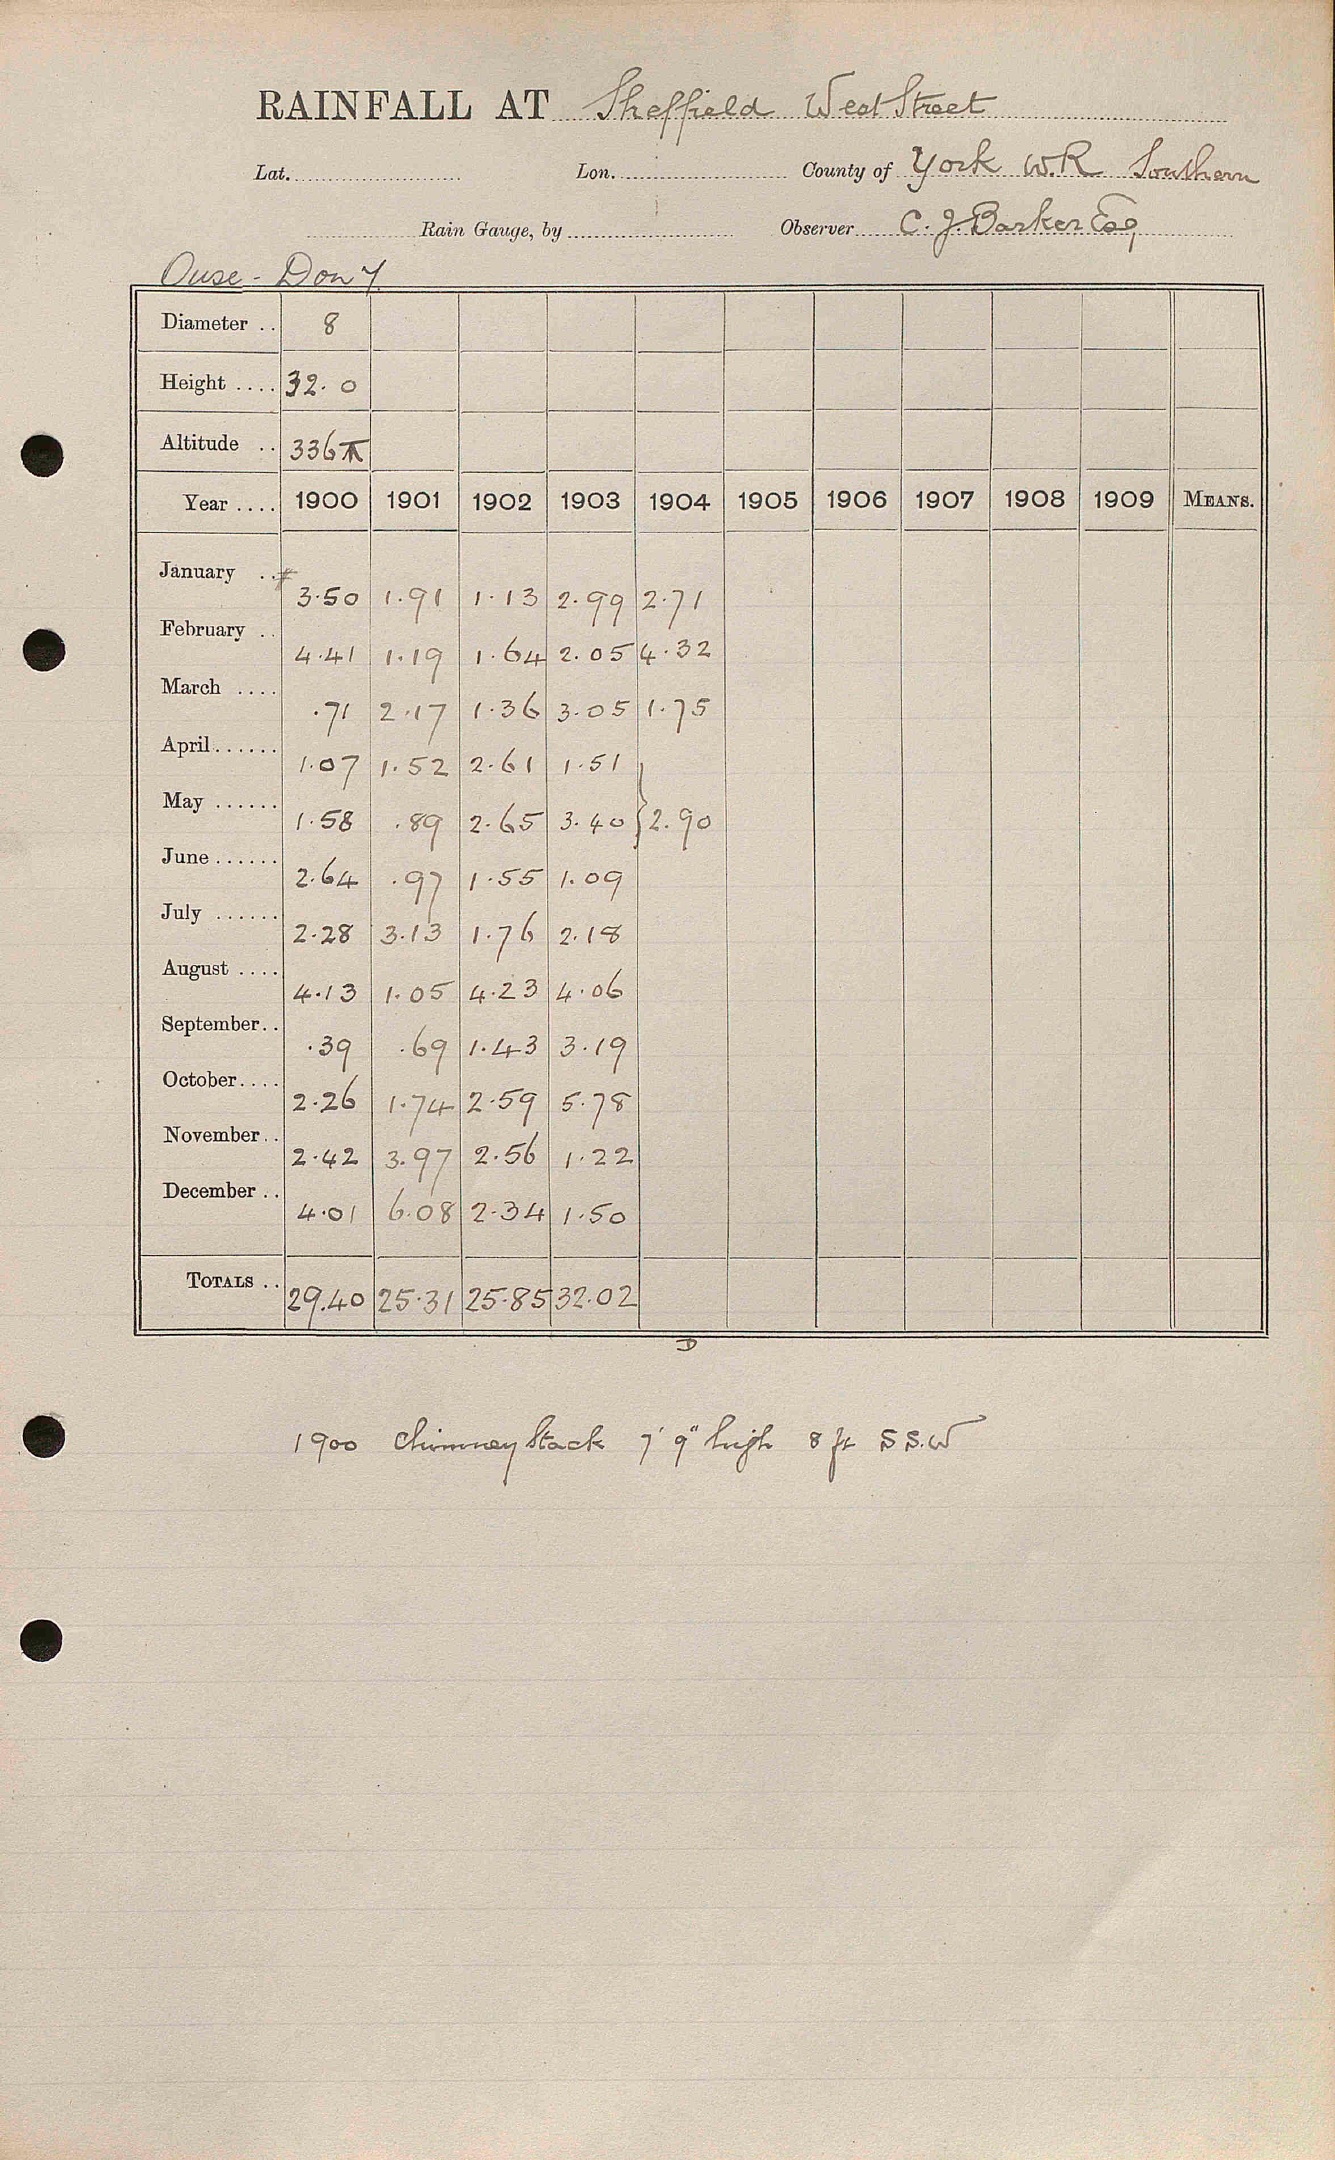 RAINFALL AT Sheffield West Street
Lat. Lon. County of York W.R Southern
Rain Gauge, by Observer C. J. Barker Esq
Ouse - Don 7
Diameter .. 8
Height .... 32.0
Altitude .. 336
Year .... 1900 1901 1902 1903 1904 1905 1906 1907 1908 1909 MEANS.
January .. 3.50 1.91 1.13 2.99 2.71
February .. 4.41 1.19 1.64 2.05 4.32
March .... .71 2.17 1.36 3.05 1.75
April ...... 1.07 1.52 2.61 1.51
May ...... 1.58 .89 2.65 3.40 } 2.90
June ...... 2.64 .97 1.55 1.09
July ...... 2.28 3.13 1.76 2.18
August .... 4.13 1.05 4.23 4.06
September.. .39 .69 1.43 3.19
October.... 2.26 1.74 2.59 5.78
November.. 2.42 3.97 2.56 1.22
December .. 4.01 6.08 2.34 1.50
TOTALS .. 29.40 25.31 25.85 32.02
D
1900 Chimney Stack 7' 9" high 8 ft S S.W